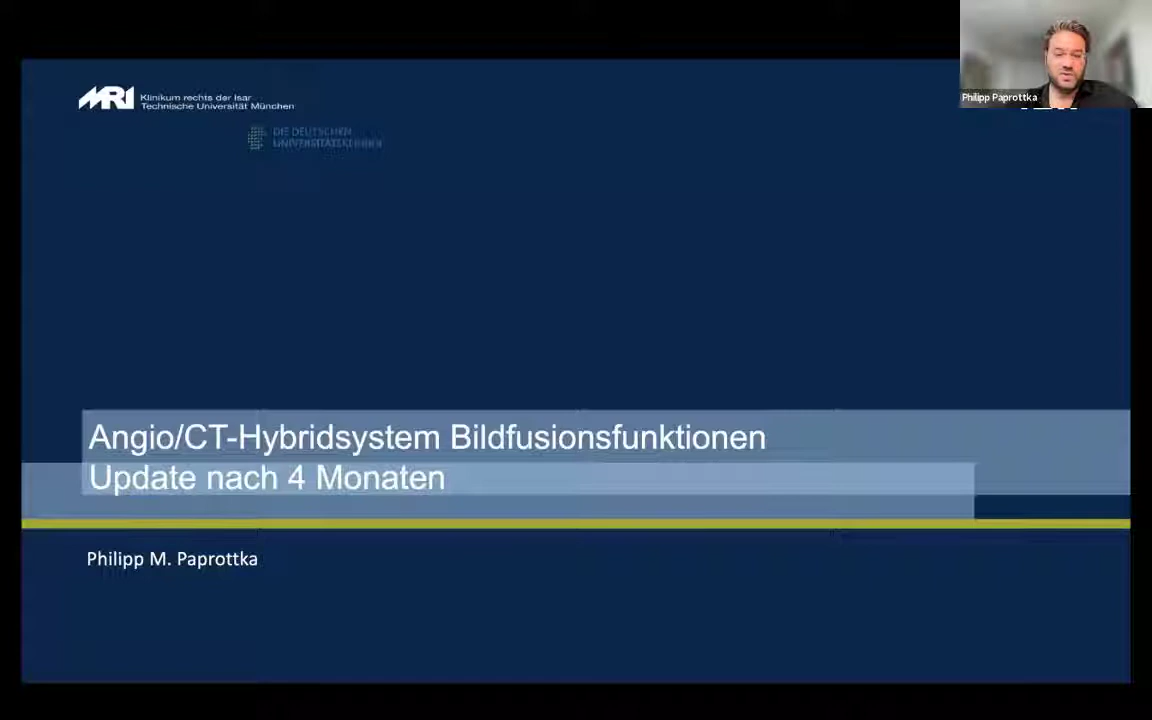 MRI
Klinikum rechts der Isar
Technische Universität München
DIE DEUTSCHEN
UNIVERSITÄTSKLINIKA
Philipp Paprottka
Angio/CT-Hybridsystem Bildfusionsfunktionen
Update nach 4 Monaten
Philipp M. Paprottka